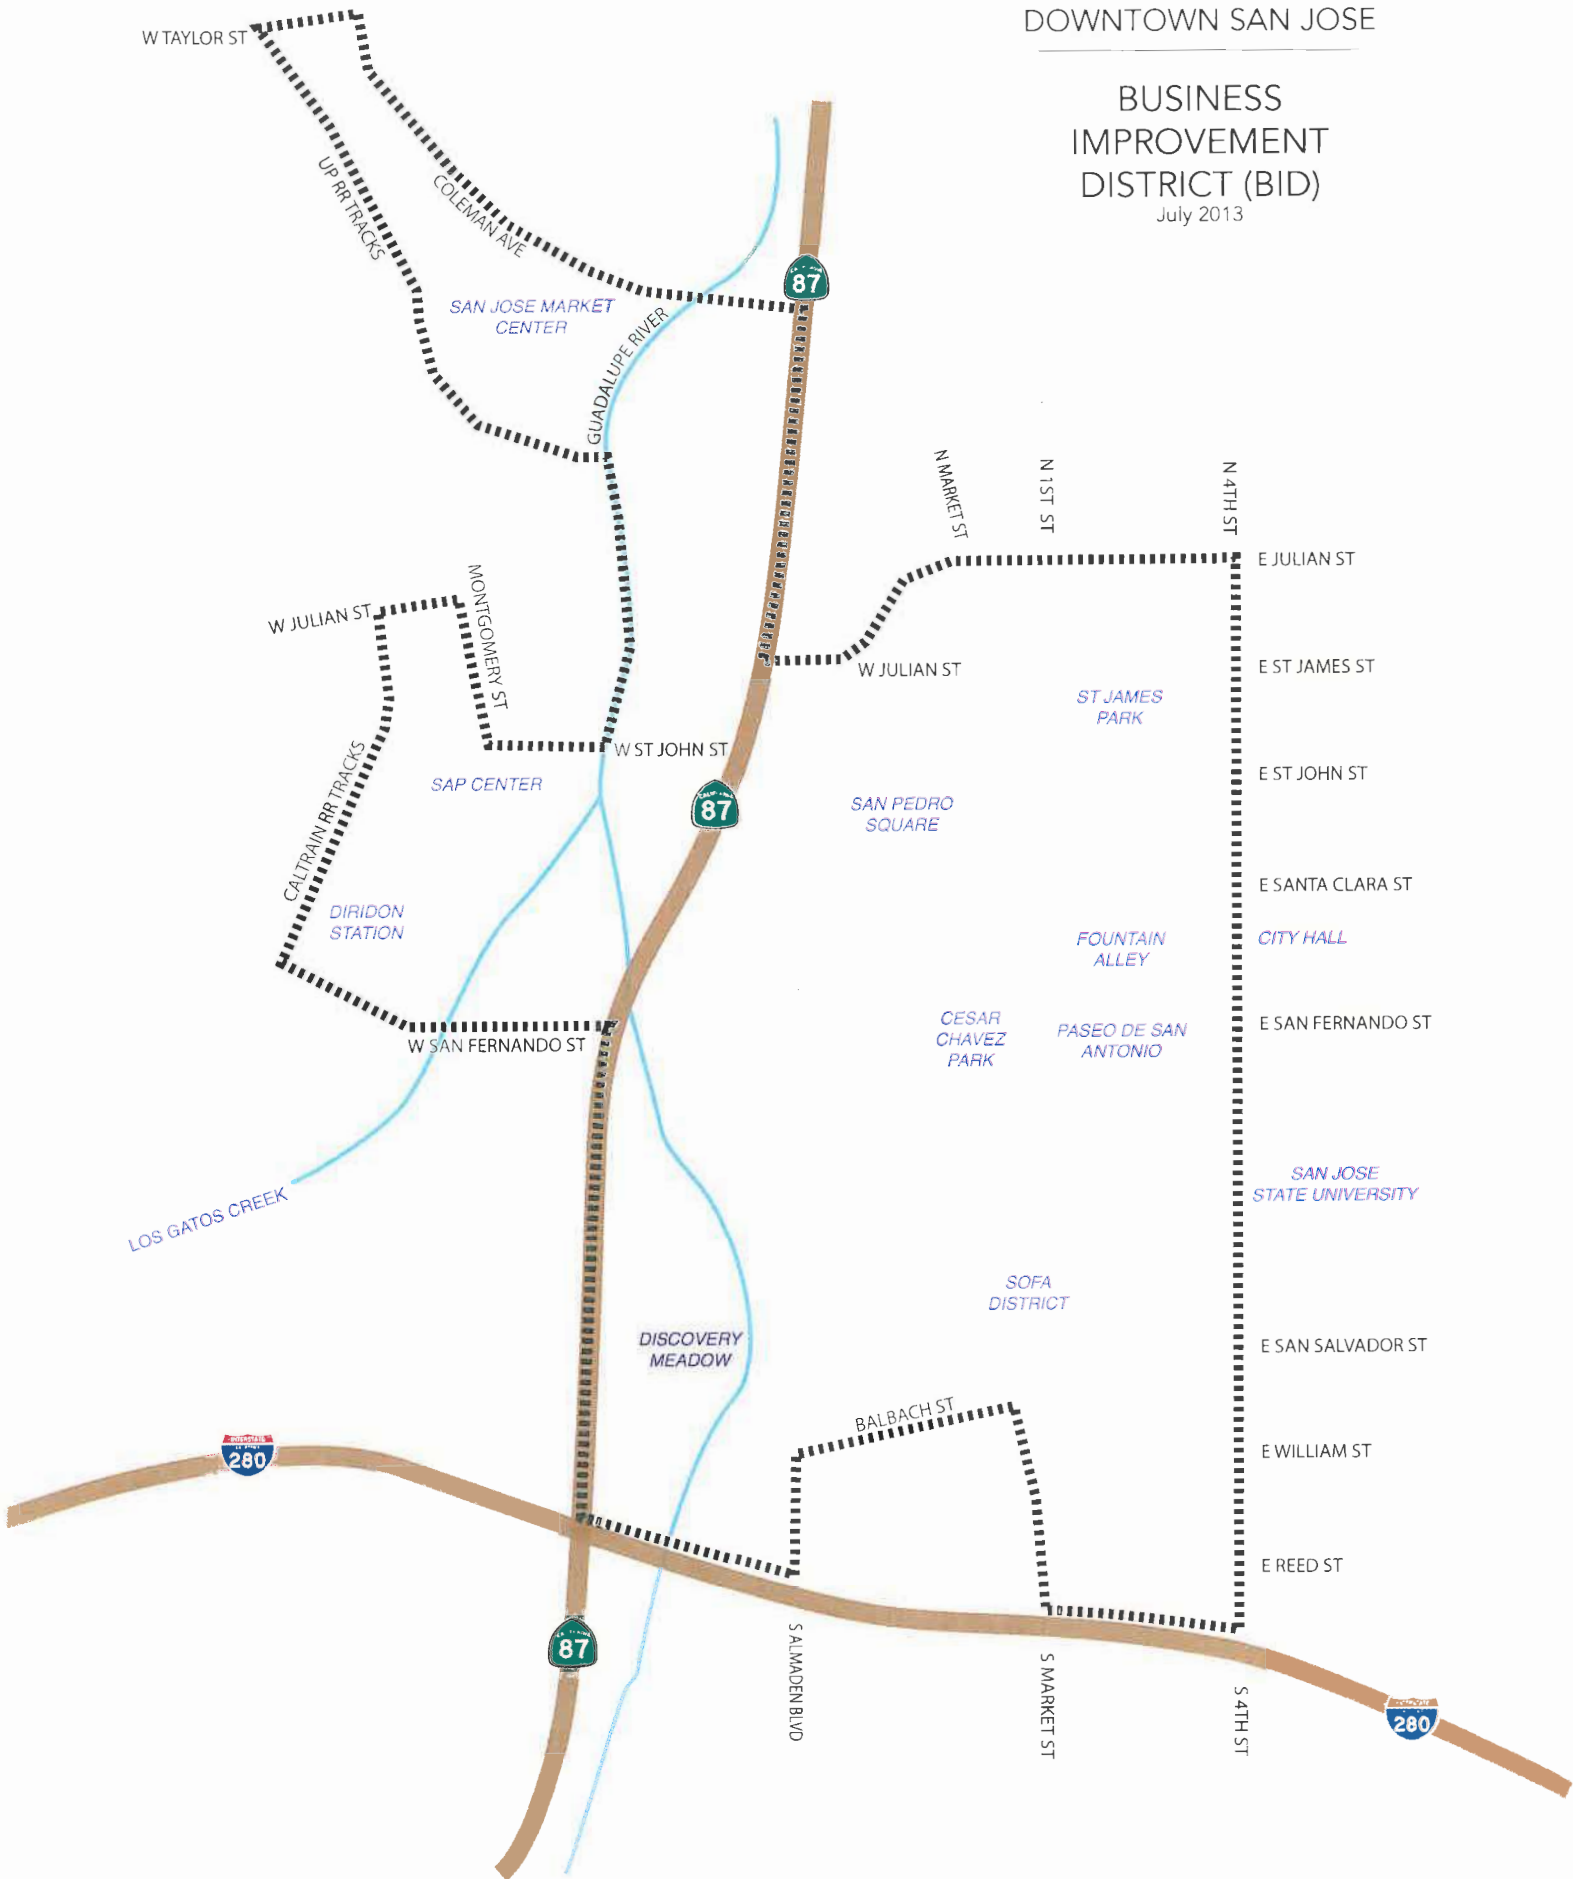 DOWNTOWN SAN JOSE
BUSINESS
IMPROVEMENT
DISTRICT (BID)
July 2013
W TAYLOR ST
UP RR TRACKS
COLEMAN AVE
87
SAN JOSE MARKET
CENTER
GUADALUPE RIVER
N MARKET ST
N 1ST ST
N 4TH ST
E JULIAN ST
W JULIAN ST
MONTGOMERY ST
W JULIAN ST
E ST JAMES ST
ST JAMES
PARK
W ST JOHN ST
E ST JOHN ST
CALTRAIN RR TRACKS
SAP CENTER
87
SAN PEDRO
SQUARE
E SANTA CLARA ST
DIRIDON
STATION
FOUNTAIN
ALLEY
CITY HALL
CESAR
CHAVEZ
PARK
PASEO DE SAN
ANTONIO
E SAN FERNANDO ST
W SAN FERNANDO ST
LOS GATOS CREEK
SAN JOSE
STATE UNIVERSITY
SOFA
DISTRICT
DISCOVERY
MEADOW
E SAN SALVADOR ST
BALBACH ST
INTERSTATE
280
E WILLIAM ST
E REED ST
87
S ALMADEN BLVD
S MARKET ST
S 4TH ST
280